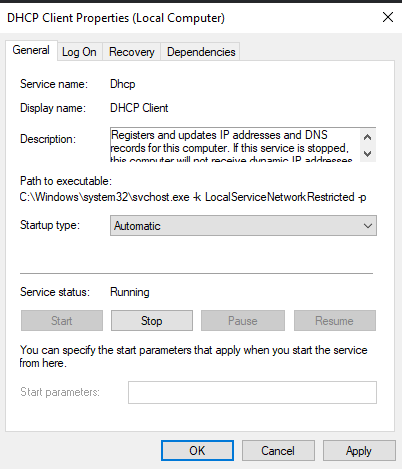 DHCP Client Properties (Local Computer)
General Log On Recovery Dependencies
Service name: Dhcp
Display name: DHCP Client
Description: Registers and updates IP addresses and DNS
records for this computer. If this service is stopped,
this computer will not receive dynamic IP addresses
Path to executable:
C:\Windows\system32\svchost.exe -k LocalServiceNetworkRestricted -p
Startup type: Automatic
Service status: Running
Start Stop Pause Resume
You can specify the start parameters that apply when you start the service
from here.
Start parameters:
OK Cancel Apply